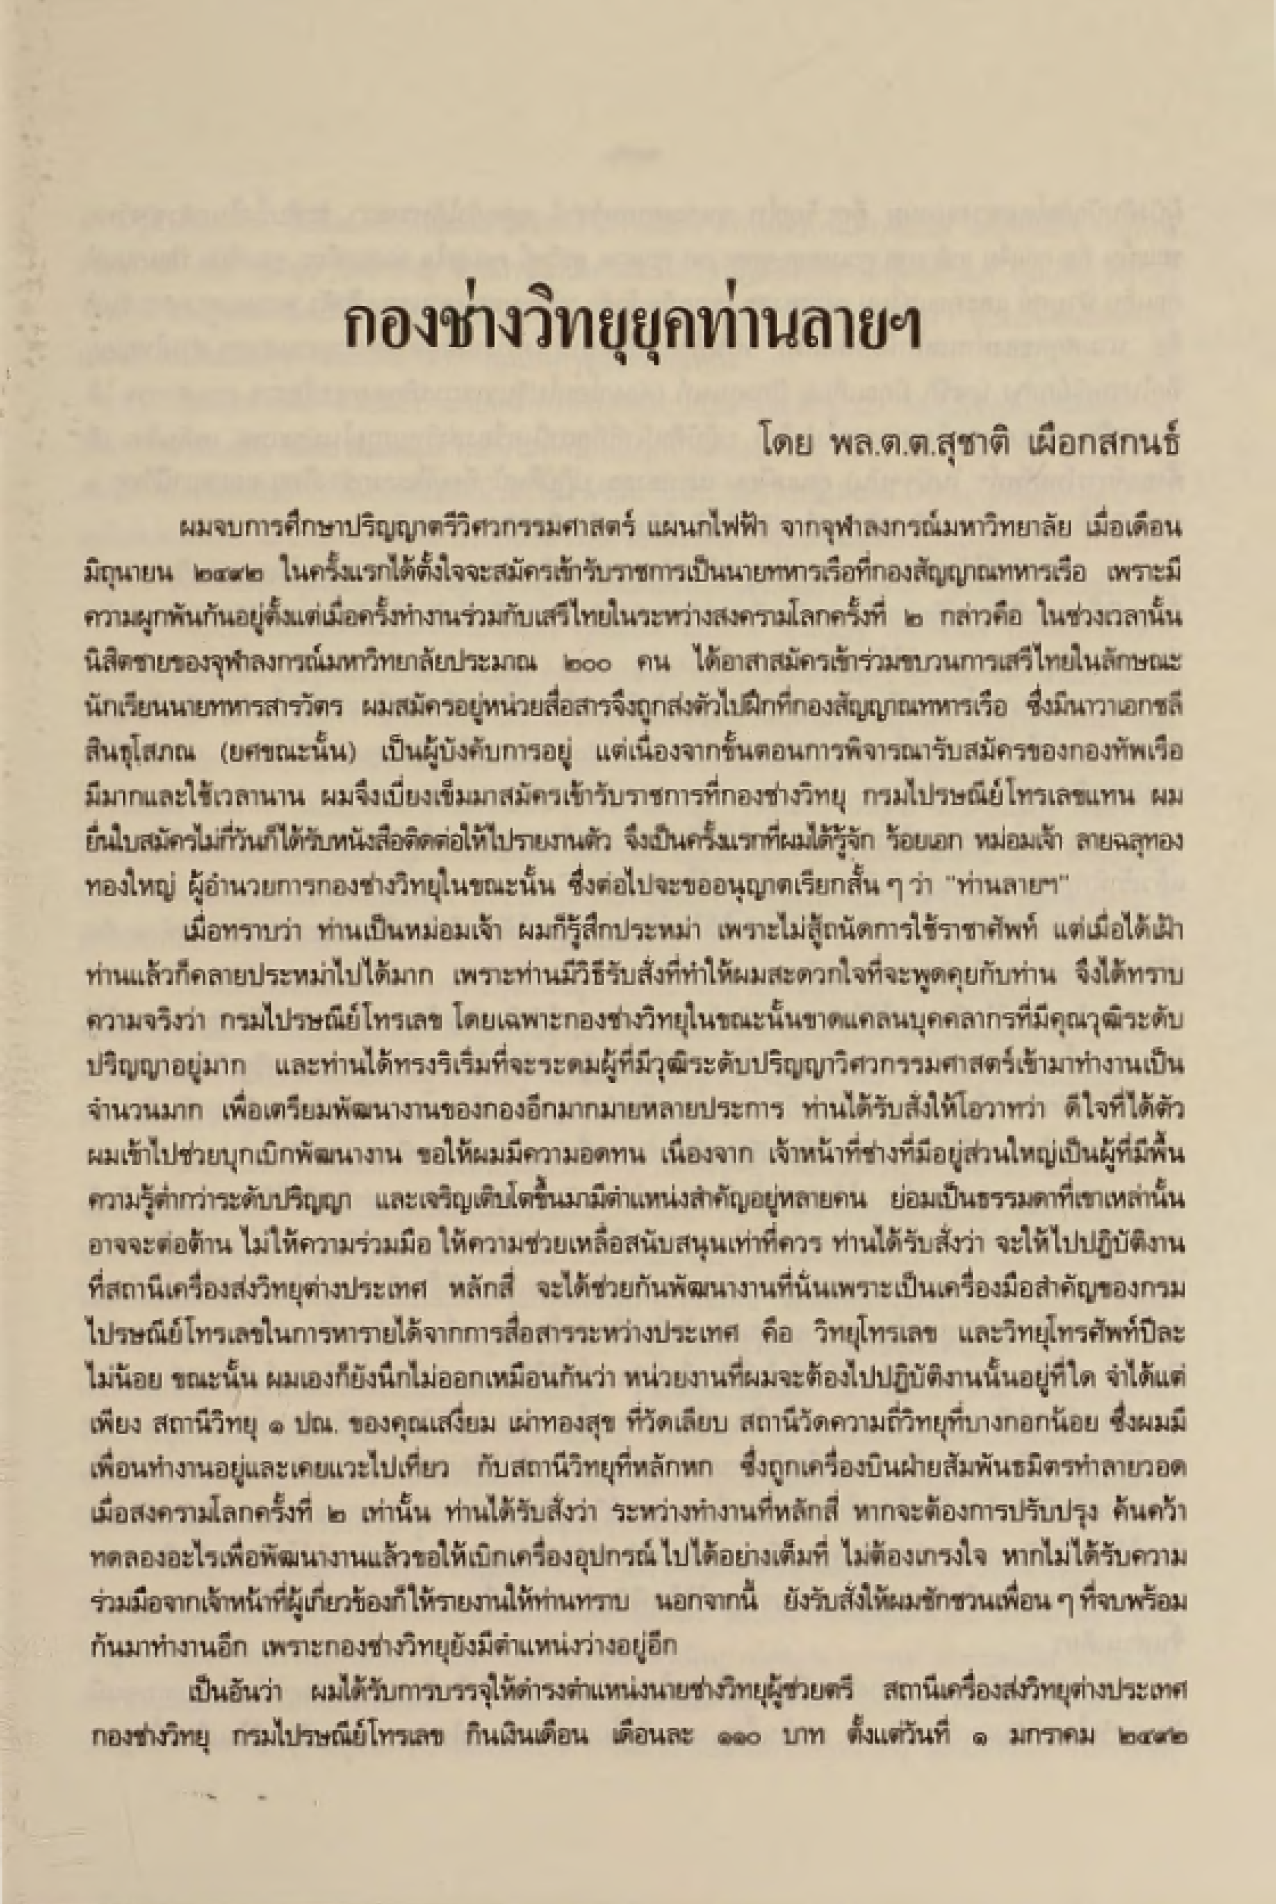 กองช่างวิทยุยุคท่านลายฯ
โดย พล.ต.ต.สุชาติ เผือกสกนธ์
ผมจบการศึกษาปริญญาตรีวิศวกรรมศาสตร์ แผนกไฟฟ้า จากจุฬาลงกรณ์มหาวิทยาลัย เมื่อเดือน
มิถุนายน ๒๔๙๒ ในครั้งแรกได้ตั้งใจจะสมัครเข้ารับราชการเป็นนายทหารเรือที่กองสัญญาณทหารเรือ เพราะมี
ความผูกพันกันอยู่ตั้งแต่เมื่อครั้งทำงานร่วมกับเสรีไทยในระหว่างสงครามโลกครั้งที่ ๒ กล่าวคือ ในช่วงเวลานั้น
นิสิตชายของจุฬาลงกรณ์มหาวิทยาลัยประมาณ ๒๐๐ คน ได้อาสาสมัครเข้าร่วมขบวนการเสรีไทยในลักษณะ
นักเรียนนายทหารสารวัตร ผมสมัครอยู่หน่วยสื่อสารจึงถูกส่งตัวไปฝึกที่กองสัญญาณทหารเรือ ซึ่งมีนาวาเอกชลี
สินธุโสภณ (ยศขณะนั้น) เป็นผู้บังคับการอยู่ แต่เนื่องจากขั้นตอนการพิจารณารับสมัครของกองทัพเรือ
มีมากและใช้เวลานาน ผมจึงเบี่ยงเข็มมาสมัครเข้ารับราชการที่กองช่างวิทยุ กรมไปรษณีย์โทรเลขแทน ผม
ยื่นใบสมัครไม่กี่วันก็ได้รับหนังสือติดต่อให้ไปรายงานตัว จึงเป็นครั้งแรกที่ผมได้รู้จัก ร้อยเอก หม่อมเจ้า ลายฉลุทอง
ทองใหญ่ ผู้อำนวยการกองช่างวิทยุในขณะนั้น ซึ่งต่อไปจะขออนุญาตเรียกสั้น ๆ ว่า "ท่านลายฯ"
เมื่อทราบว่า ท่านเป็นหม่อมเจ้า ผมก็รู้สึกประหม่า เพราะไม่สู้ถนัดการใช้ราชาศัพท์ แต่เมื่อได้เฝ้า
ท่านแล้วก็คลายประหม่าไปได้มาก เพราะท่านมีวิธีรับสั่งที่ทำให้ผมสะดวกใจที่จะพูดคุยกับท่าน จึงได้ทราบ
ความจริงว่า กรมไปรษณีย์โทรเลข โดยเฉพาะกองช่างวิทยุในขณะนั้นขาดแคลนบุคคลากรที่มีคุณวุฒิระดับ
ปริญญาอยู่มาก และท่านได้ทรงริเริ่มที่จะระดมผู้ที่มีวุฒิระดับปริญญาวิศวกรรมศาสตร์เข้ามาทำงานเป็น
จำนวนมาก เพื่อเตรียมพัฒนางานของกองอีกมากมายหลายประการ ท่านได้รับสั่งให้โอวาทว่า ดีใจที่ได้ตัว
ผมเข้าไปช่วยบุกเบิกพัฒนางาน ขอให้ผมมีความอดทน เนื่องจาก เจ้าหน้าที่ช่างที่มีอยู่ส่วนใหญ่เป็นผู้ที่มีพื้น
ความรู้ต่ำกว่าระดับปริญญา และเจริญเติบโตขึ้นมามีตำแหน่งสำคัญอยู่หลายคน ย่อมเป็นธรรมดาที่เขาเหล่านั้น
อาจจะต่อต้าน ไม่ให้ความร่วมมือ ให้ความช่วยเหลือสนับสนุนเท่าที่ควร ท่านได้รับสั่งว่า จะให้ไปปฏิบัติงาน
ที่สถานีเครื่องส่งวิทยุต่างประเทศ หลักสี่ จะได้ช่วยกันพัฒนางานที่นั่นเพราะเป็นเครื่องมือสำคัญของกรม
ไปรษณีย์โทรเลขในการหารายได้จากการสื่อสารระหว่างประเทศ คือ วิทยุโทรเลข และวิทยุโทรศัพท์ปีละ
ไม่น้อย ขณะนั้น ผมเองก็ยังนึกไม่ออกเหมือนกันว่า หน่วยงานที่ผมจะต้องไปปฏิบัติงานนั้นอยู่ที่ใด จำได้แต่
เพียง สถานีวิทยุ ๑ ปณ. ของคุณเสงี่ยม เผ่าทองสุข ที่วัดเลียบ สถานีวัดความถี่วิทยุที่บางกอกน้อย ซึ่งผมมี
เพื่อนทำงานอยู่และเคยแวะไปเที่ยว กับสถานีวิทยุที่หลักหก ซึ่งถูกเครื่องบินฝ่ายสัมพันธมิตรทำลายวอด
เมื่อสงครามโลกครั้งที่ ๒ เท่านั้น ท่านได้รับสั่งว่า ระหว่างทำงานที่หลักสี่ หากจะต้องการปรับปรุง ค้นคว้า
ทดลองอะไรเพื่อพัฒนางานแล้วขอให้เบิกเครื่องอุปกรณ์ไปได้อย่างเต็มที่ ไม่ต้องเกรงใจ หากไม่ได้รับความ
ร่วมมือจากเจ้าหน้าที่ผู้เกี่ยวข้องก็ให้รายงานให้ท่านทราบ นอกจากนี้ ยังรับสั่งให้ผมชักชวนเพื่อน ๆ ที่จบพร้อม
กันมาทำงานอีก เพราะกองช่างวิทยุยังมีตำแหน่งว่างอยู่อีก
เป็นอันว่า ผมได้รับการบรรจุให้ดำรงตำแหน่งนายช่างวิทยุผู้ช่วยตรี สถานีเครื่องส่งวิทยุต่างประเทศ
กองช่างวิทยุ กรมไปรษณีย์โทรเลข กินเงินเดือน เดือนละ ๑๑๐ บาท ตั้งแต่วันที่ ๑ มกราคม ๒๔๙๒